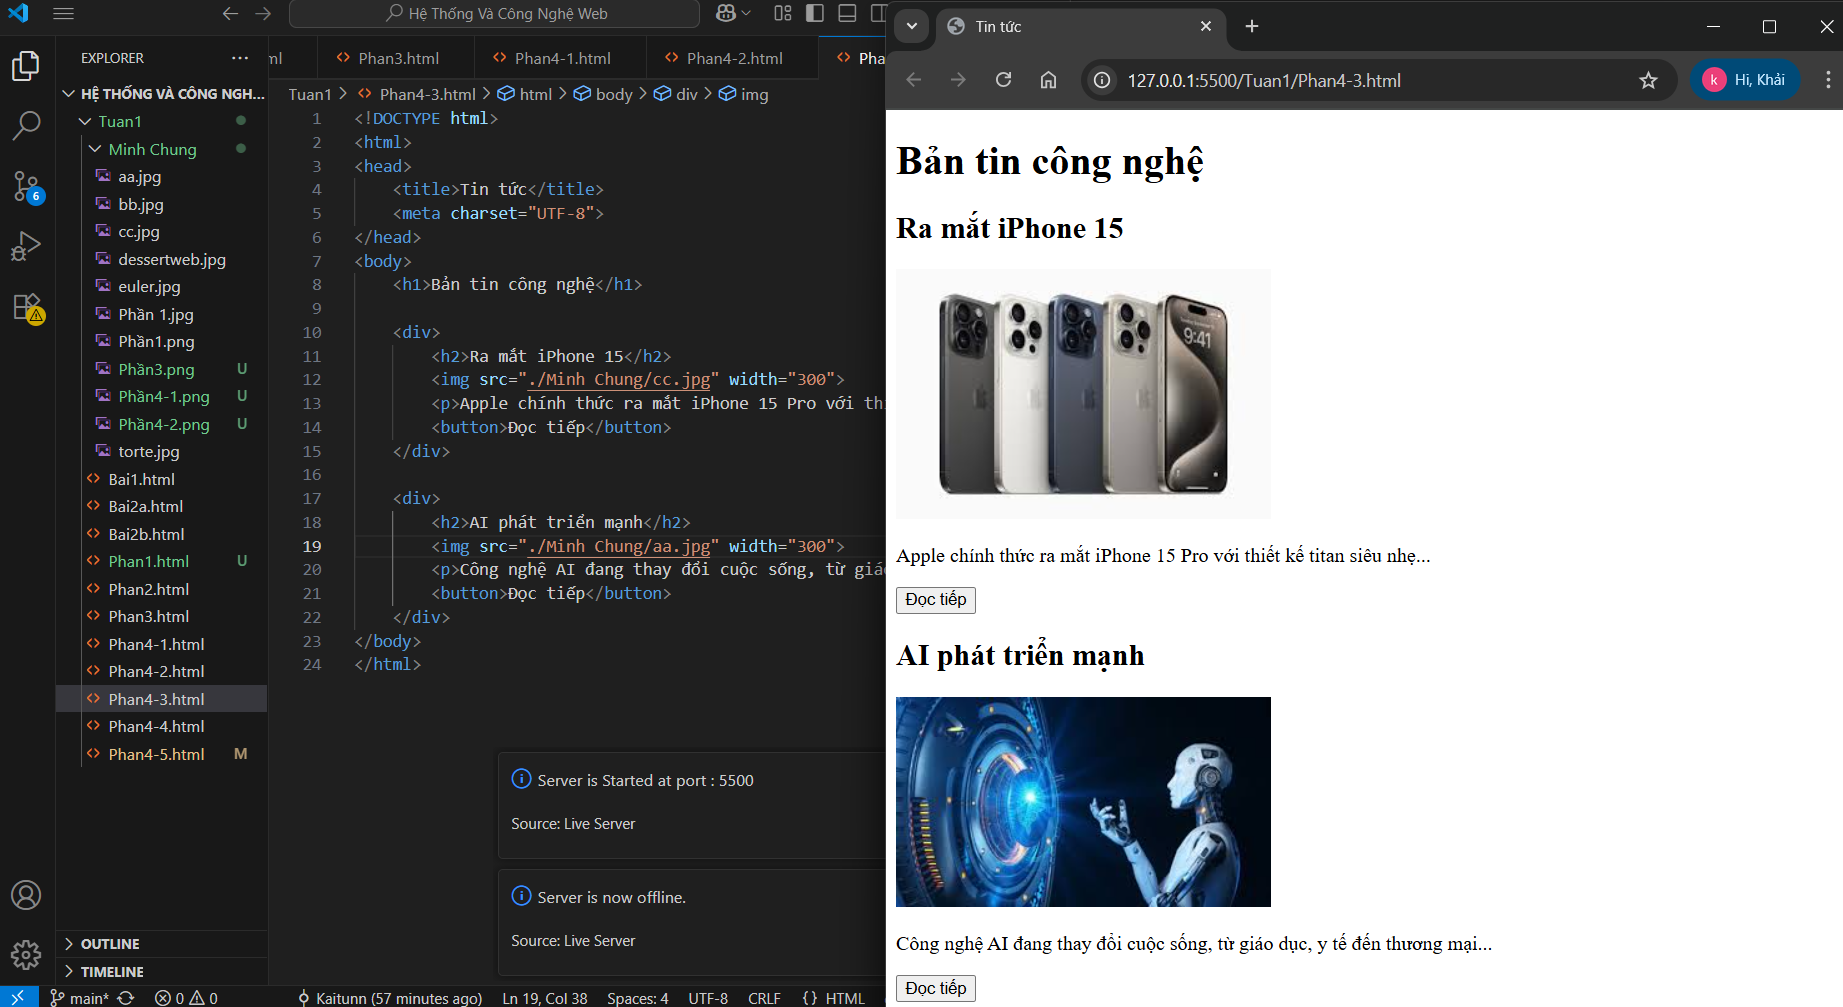 Hệ Thống Và Công Nghệ Web
EXPLORER
HỆ THỐNG VÀ CÔNG NGH...
Tuan1
Minh Chung
aa.jpg
bb.jpg
cc.jpg
dessertweb.jpg
euler.jpg
Phần 1.jpg
Phần1.png
Phần3.png U
Phần4-1.png U
Phần4-2.png U
torte.jpg
Bai1.html
Bai2a.html
Bai2b.html
Phan1.html U
Phan2.html
Phan3.html
Phan4-1.html
Phan4-2.html
Phan4-3.html
Phan4-4.html
Phan4-5.html M
OUTLINE
TIMELINE
6
ml Phan3.html Phan4-1.html Phan4-2.html Pha
Tuan1 > Phan4-3.html > html > body > div > img
1 <!DOCTYPE html>
2 <html>
3 <head>
4 <title>Tin tức</title>
5 <meta charset="UTF-8">
6 </head>
7 <body>
8 <h1>Bản tin công nghệ</h1>
9
10 <div>
11 <h2>Ra mắt iPhone 15</h2>
12 <img src="./Minh Chung/cc.jpg" width="300">
13 <p>Apple chính thức ra mắt iPhone 15 Pro với thi
14 <button>Đọc tiếp</button>
15 </div>
16
17 <div>
18 <h2>AI phát triển mạnh</h2>
19 <img src="./Minh Chung/aa.jpg" width="300">
20 <p>Công nghệ AI đang thay đổi cuộc sống, từ giáo
21 <button>Đọc tiếp</button>
22 </div>
23 </body>
24 </html>
Server is Started at port : 5500
Source: Live Server
Server is now offline.
Source: Live Server
main* 0 0 Kaitunn (57 minutes ago) Ln 19, Col 38 Spaces: 4 UTF-8 CRLF {} HTML
Tin tức
127.0.0.1:5500/Tuan1/Phan4-3.html
k Hi, Khải
Bản tin công nghệ
Ra mắt iPhone 15
9:41
Apple chính thức ra mắt iPhone 15 Pro với thiết kế titan siêu nhẹ...
Đọc tiếp
AI phát triển mạnh
Công nghệ AI đang thay đổi cuộc sống, từ giáo dục, y tế đến thương mại...
Đọc tiếp